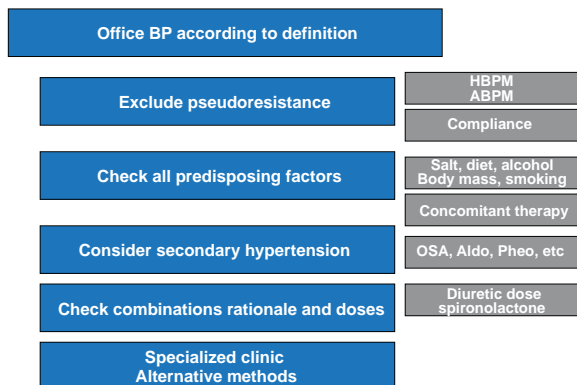 Office BP according to definition
Exclude pseudoresistance
HBPM
ABPM
Compliance
Check all predisposing factors
Salt, diet, alcohol
Body mass, smoking
Concomitant therapy
Consider secondary hypertension
OSA, Aldo, Pheo, etc
Check combinations rationale and doses
Diuretic dose
spironolactone
Specialized clinic
Alternative methods